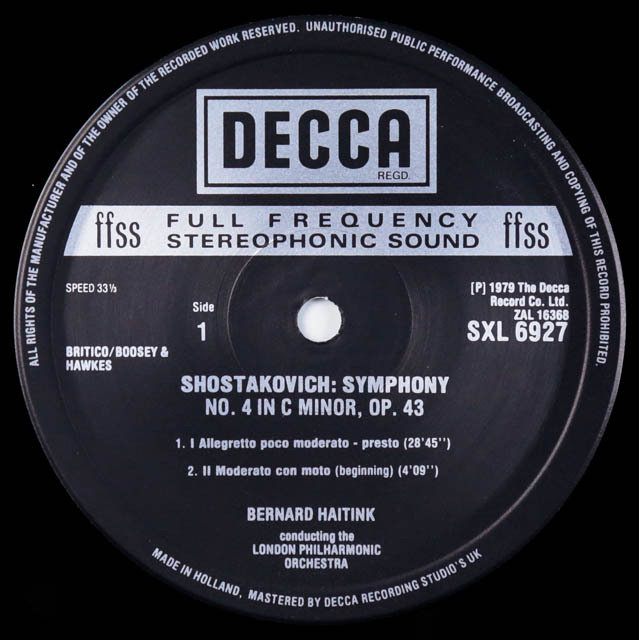 ALL RIGHTS OF THE MANUFACTURER AND OF THE OWNER OF THE RECORDED WORK RESERVED. UNAUTHORISED PUBLIC PERFORMANCE BROADCASTING AND COPYING OF THIS RECORD PROHIBITED.
DECCA
REGD.
ffss FULL FREQUENCY ffss
STEREOPHONIC SOUND
SPEED 33⅓
[P] 1979 The Decca
Record Co. Ltd.
ZAL 16368
SXL 6927
Side
1
BRITICO/BOOSEY &
HAWKES
SHOSTAKOVICH: SYMPHONY
NO. 4 IN C MINOR, OP. 43
1. I Allegretto poco moderato - presto (28'45")
2. II Moderato con moto (beginning) (4'09")
BERNARD HAITINK
conducting the
LONDON PHILHARMONIC
ORCHESTRA
MADE IN HOLLAND, MASTERED BY DECCA RECORDING STUDIO'S UK